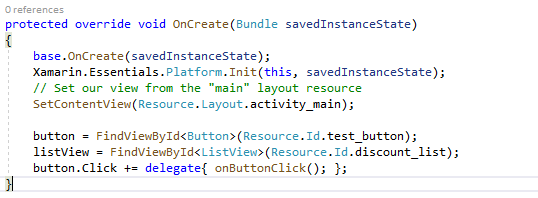 0 references
protected override void OnCreate(Bundle savedInstanceState)
{
base.OnCreate(savedInstanceState);
Xamarin.Essentials.Platform.Init(this, savedInstanceState);
// Set our view from the "main" layout resource
SetContentView(Resource.Layout.activity_main);
button = FindViewById<Button>(Resource.Id.test_button);
listView = FindViewById<ListView>(Resource.Id.discount_list);
button.Click += delegate{ onButtonClick(); };
}